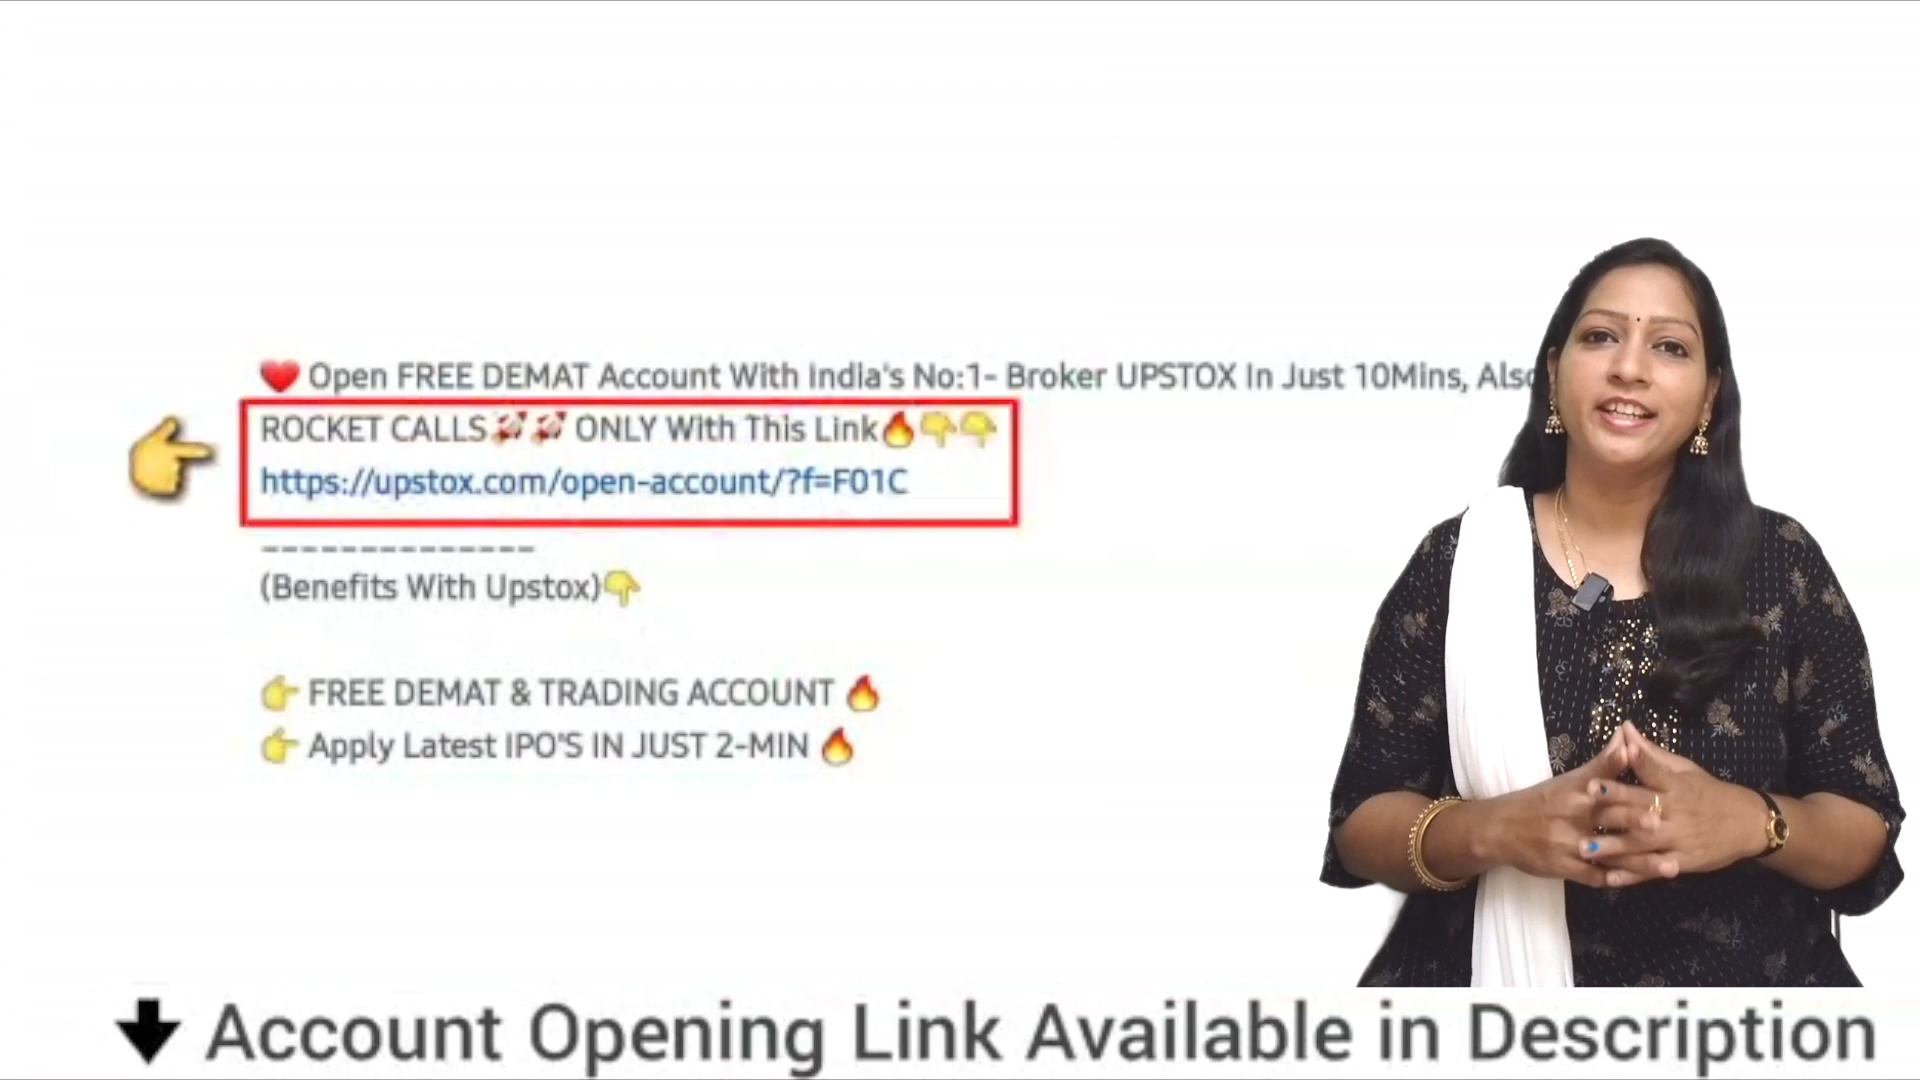 ❤️ Open FREE DEMAT Account With India's No:1- Broker UPSTOX In Just 10Mins, Also
ROCKET CALLS🚀🚀 ONLY With This Link🔥👇👇
https://upstox.com/open-account/?f=F01C
--------------
(Benefits With Upstox)👇
👉 FREE DEMAT & TRADING ACCOUNT 🔥
👉 Apply Latest IPO'S IN JUST 2-MIN 🔥
Account Opening Link Available in Description